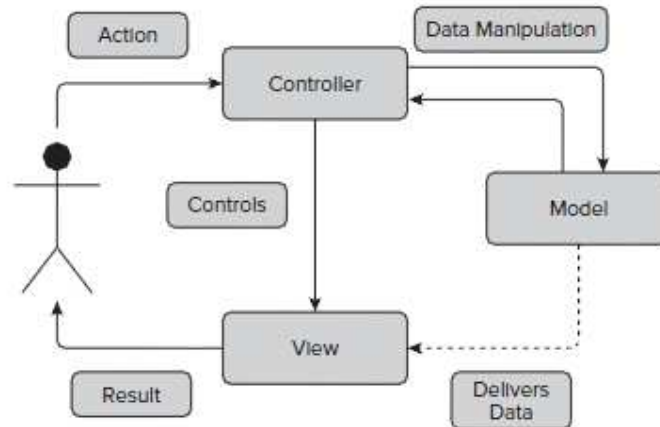 Action
Data Manipulation
Controller
Controls
Model
View
Result
Delivers
Data